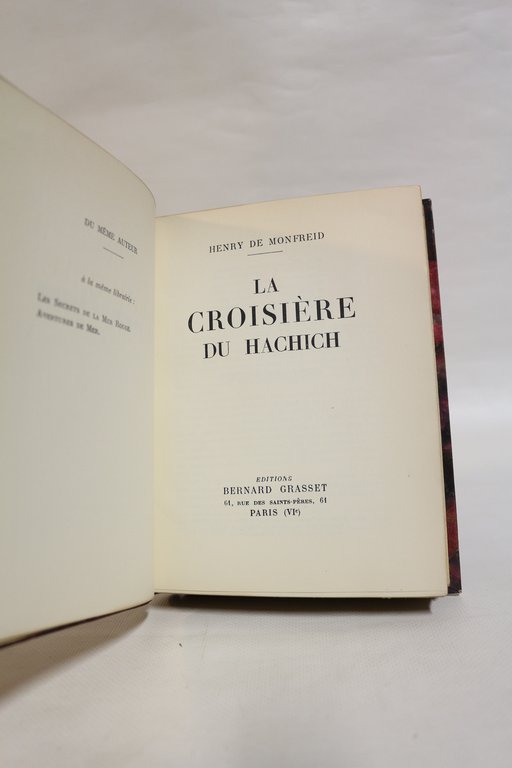 DU MÊME AUTEUR
à la même librairie :
LES SECRETS DE LA MER ROUGE.
AVENTURES DE MER.
HENRY DE MONFREID
LA
CROISIÈRE
DU HACHICH
EDITIONS
BERNARD GRASSET
61, RUE DES SAINTS-PÈRES, 61
PARIS (VIe)